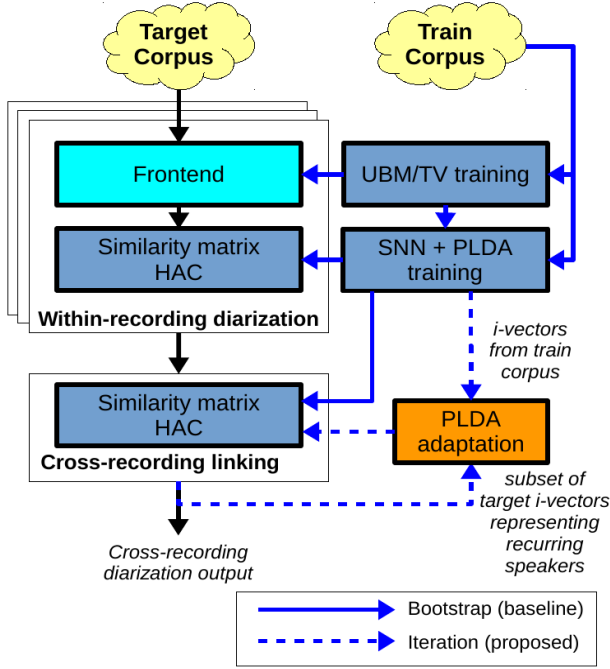 Target
Corpus
Train
Corpus
Frontend
UBM/TV training
Similarity matrix
HAC
SNN + PLDA
training
Within-recording diarization
i-vectors
from train
corpus
Similarity matrix
HAC
PLDA
adaptation
Cross-recording linking
subset of
target i-vectors
representing
recurring
speakers
Cross-recording
diarization output
Bootstrap (baseline)
Iteration (proposed)